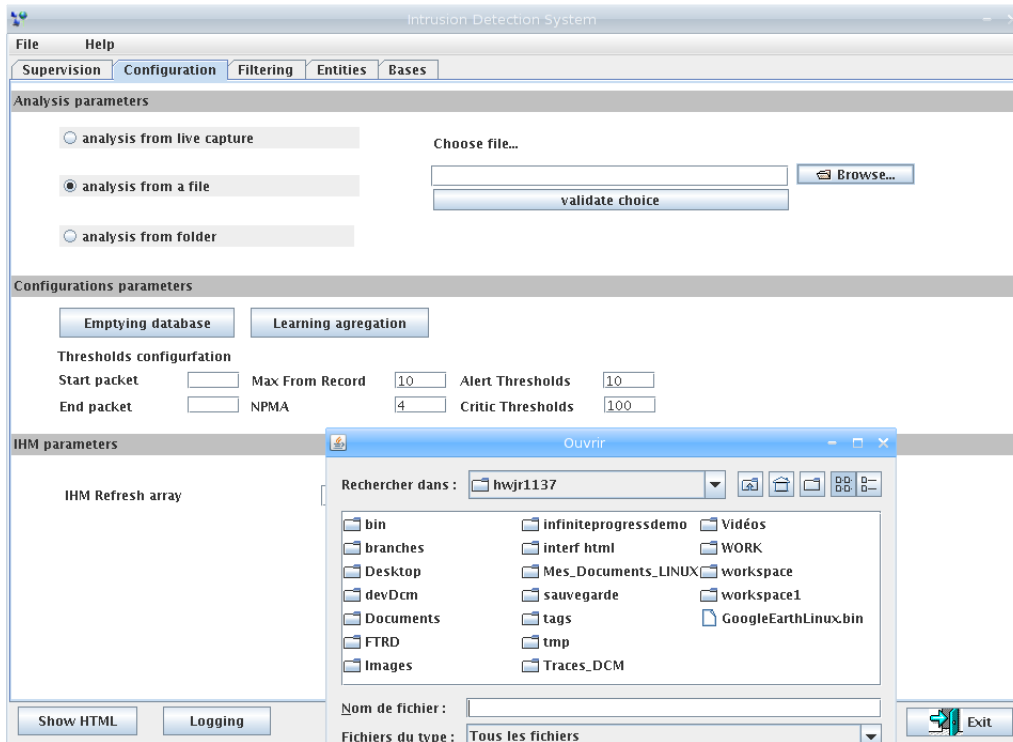 Intrusion Detection System
File Help
Supervision Configuration Filtering Entities Bases
Analysis parameters
analysis from live capture
Choose file...
analysis from a file
Browse...
validate choice
analysis from folder
Configurations parameters
Emptying database Learning agregation
Thresholds configurfation
Start packet Max From Record 10 Alert Thresholds 10
End packet NPMA 4 Critic Thresholds 100
IHM parameters
IHM Refresh array
Ouvrir
Rechercher dans : hwjr1137
bin infiniteprogressdemo Vidéos
branches interf html WORK
Desktop Mes_Documents_LINUX workspace
devDcm sauvegarde workspace1
Documents tags GoogleEarthLinux.bin
FTRD tmp
Images Traces_DCM
Nom de fichier :
Fichiers du type : Tous les fichiers
Show HTML Logging Exit